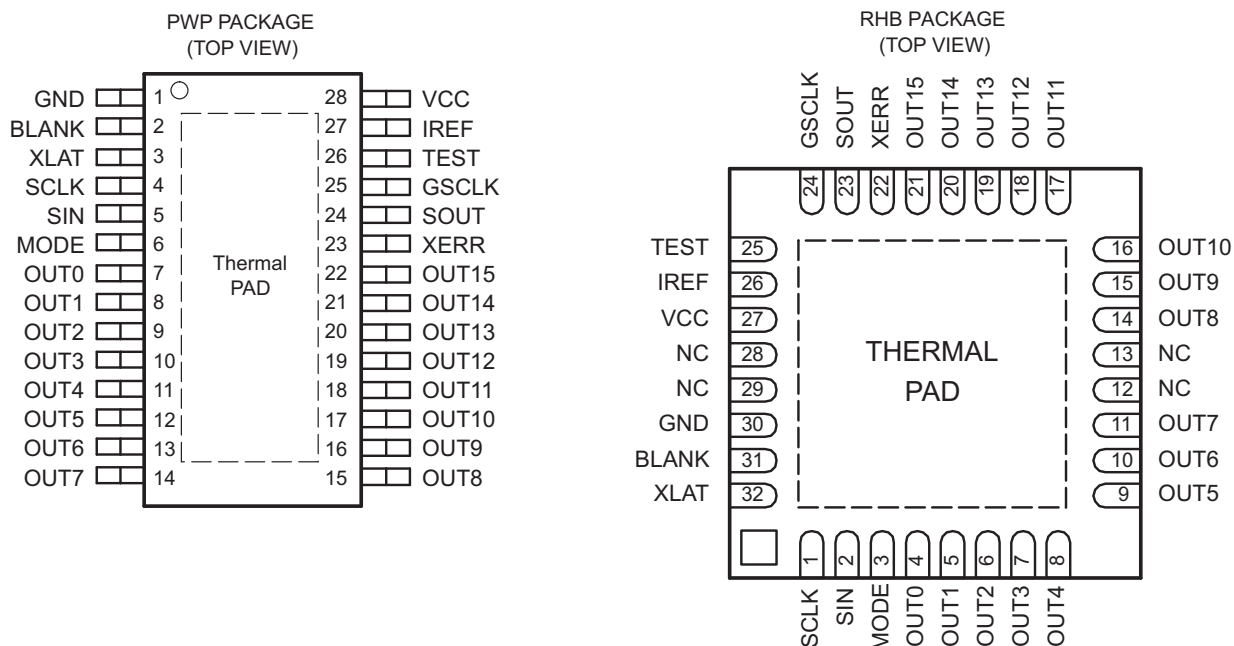 PWP PACKAGE
(TOP VIEW)
GND 1 28 VCC
BLANK 2 27 IREF
XLAT 3 26 TEST
SCLK 4 25 GSCLK
SIN 5 24 SOUT
MODE 6 23 XERR
OUT0 7 22 OUT15
OUT1 8 21 OUT14
OUT2 9 20 OUT13
OUT3 10 19 OUT12
OUT4 11 18 OUT11
OUT5 12 17 OUT10
OUT6 13 16 OUT9
OUT7 14 15 OUT8
Thermal
PAD
RHB PACKAGE
(TOP VIEW)
GSCLK SOUT XERR OUT15 OUT14 OUT13 OUT12 OUT11
24 23 22 21 20 19 18 17
TEST 25 16 OUT10
IREF 26 15 OUT9
VCC 27 14 OUT8
NC 28 13 NC
NC 29 12 NC
GND 30 11 OUT7
BLANK 31 10 OUT6
XLAT 32 9 OUT5
THERMAL
PAD
1 2 3 4 5 6 7 8
SCLK SIN MODE OUT0 OUT1 OUT2 OUT3 OUT4